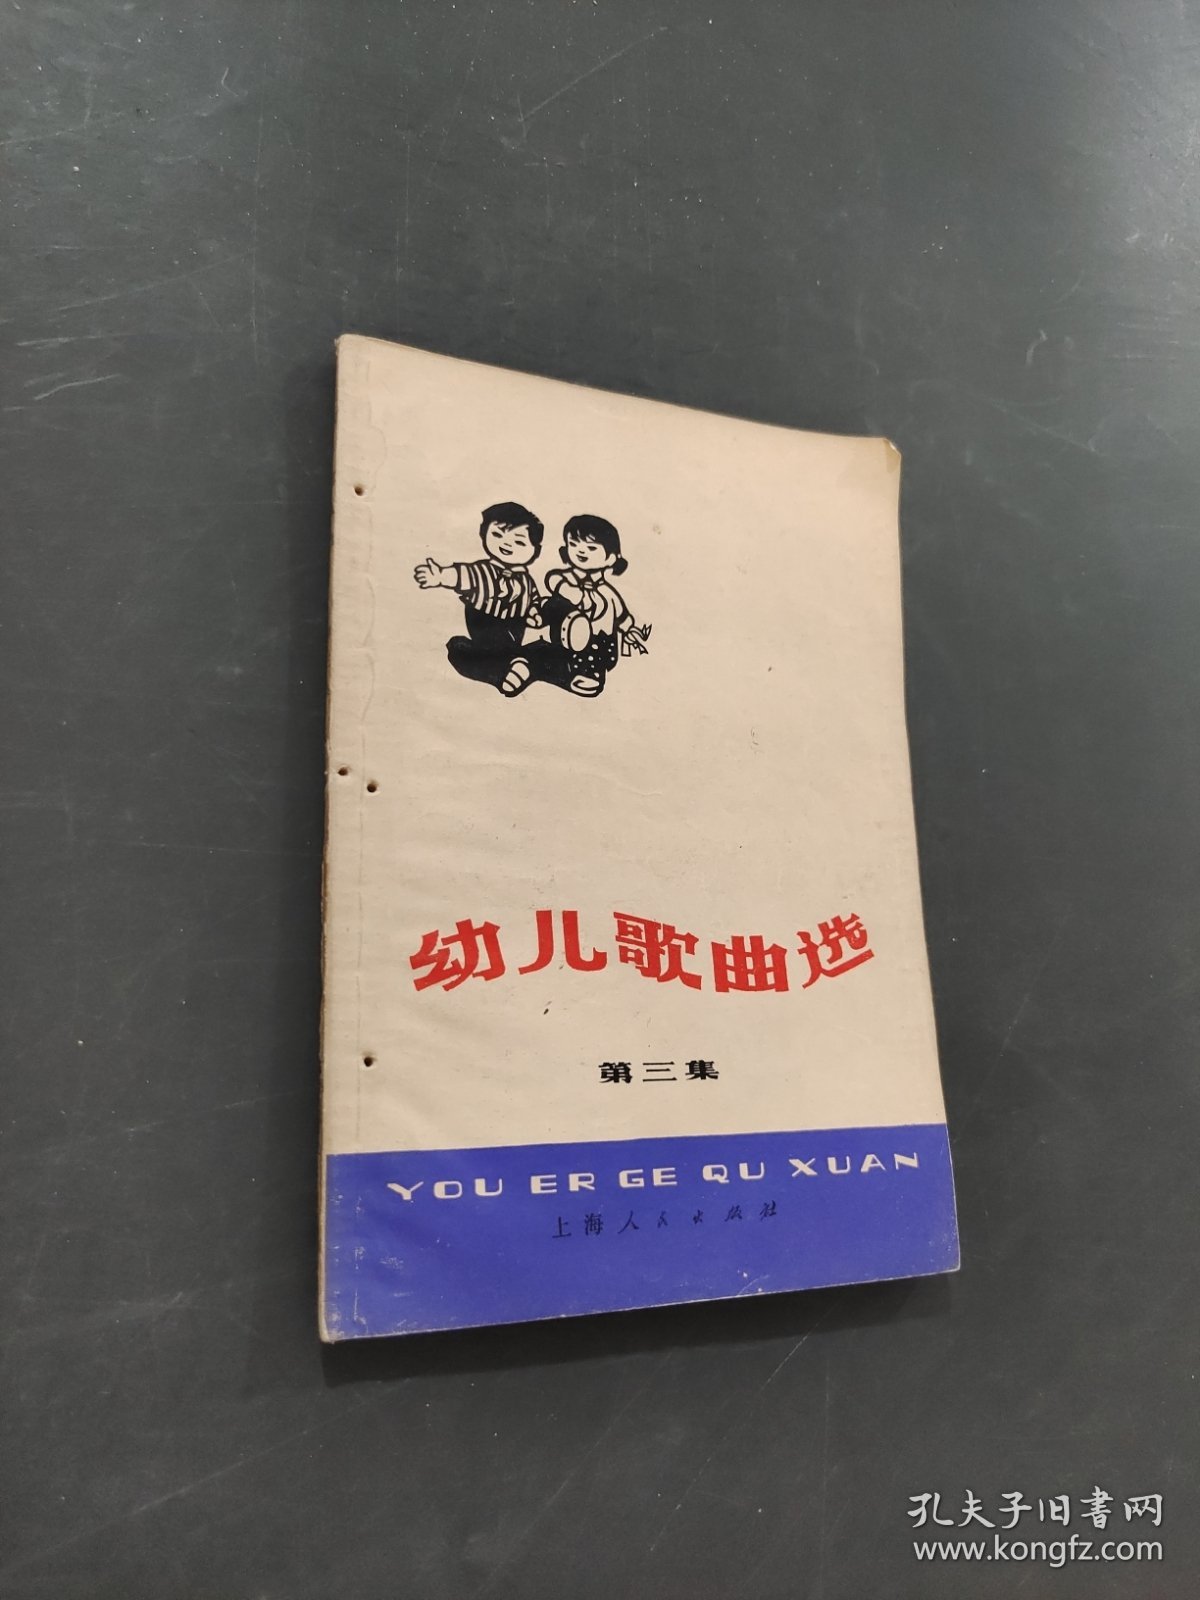 幼儿歌曲选
第三集
YOU ER GE QU XUAN
上海人民出版社
孔夫子旧书网
www.kongfz.com